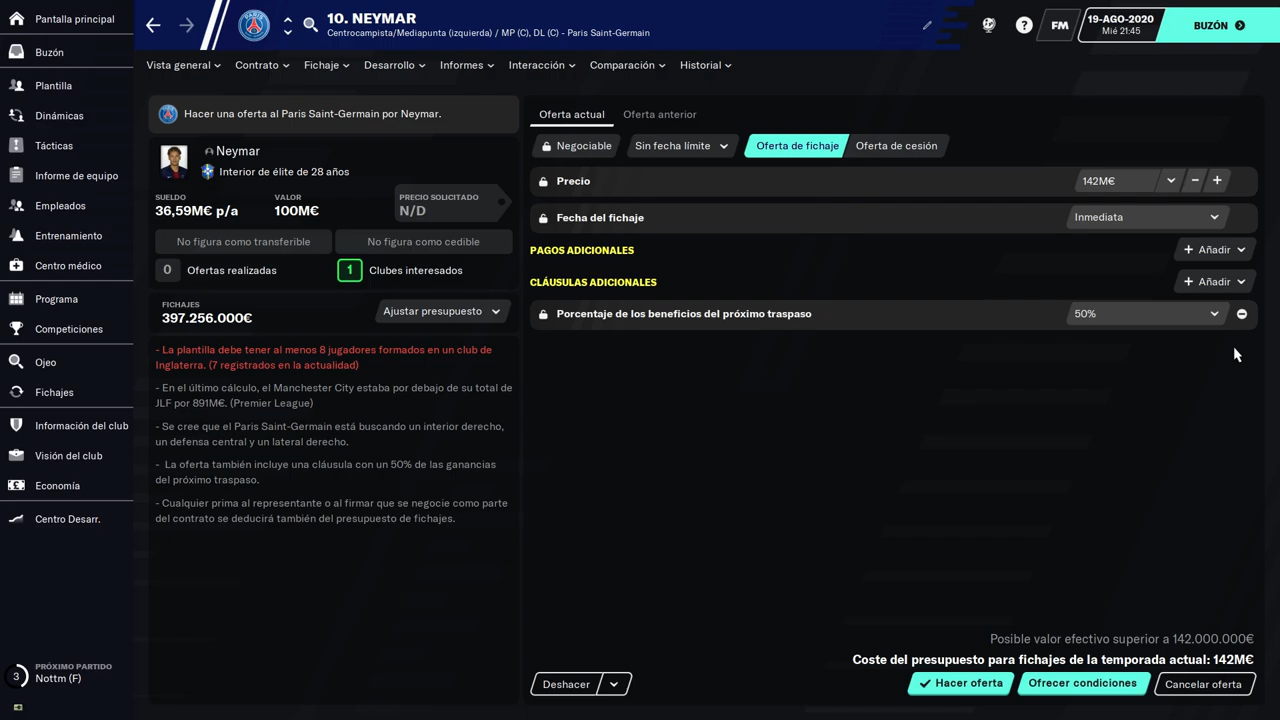 Pantalla principal
Buzón
Plantilla
Dinámicas
Tácticas
Informe de equipo
Empleados
Entrenamiento
Centro médico
Programa
Competiciones
Ojeo
Fichajes
Información del club
Visión del club
Economía
Centro Desarr.
3
PRÓXIMO PARTIDO
Nottm (F)
10. NEYMAR
Centrocampista/Mediapunta (izquierda) / MP (C), DL (C) - Paris Saint-Germain
FM
19-AGO-2020
Mié 21:45
BUZÓN
Vista general
Contrato
Fichaje
Desarrollo
Informes
Interacción
Comparación
Historial
Hacer una oferta al Paris Saint-Germain por Neymar.
Neymar
Interior de élite de 28 años
SUELDO
36,59M€ p/a
VALOR
100M€
PRECIO SOLICITADO
N/D
No figura como transferible
No figura como cedible
0 Ofertas realizadas
1 Clubes interesados
FICHAJES
397.256.000€
Ajustar presupuesto
- La plantilla debe tener al menos 8 jugadores formados en un club de
Inglaterra. (7 registrados en la actualidad)
- En el último cálculo, el Manchester City estaba por debajo de su total de
JLF por 891M€. (Premier League)
- Se cree que el Paris Saint-Germain está buscando un interior derecho,
un defensa central y un lateral derecho.
- La oferta también incluye una cláusula con un 50% de las ganancias
del próximo traspaso.
- Cualquier prima al representante o al firmar que se negocie como parte
del contrato se deducirá también del presupuesto de fichajes.
Oferta actual
Oferta anterior
Negociable
Sin fecha límite
Oferta de fichaje
Oferta de cesión
Precio
142M€
- +
Fecha del fichaje
Inmediata
PAGOS ADICIONALES
+ Añadir
CLÁUSULAS ADICIONALES
+ Añadir
Porcentaje de los beneficios del próximo traspaso
50%
Posible valor efectivo superior a 142.000.000€
Coste del presupuesto para fichajes de la temporada actual: 142M€
Deshacer
Hacer oferta
Ofrecer condiciones
Cancelar oferta